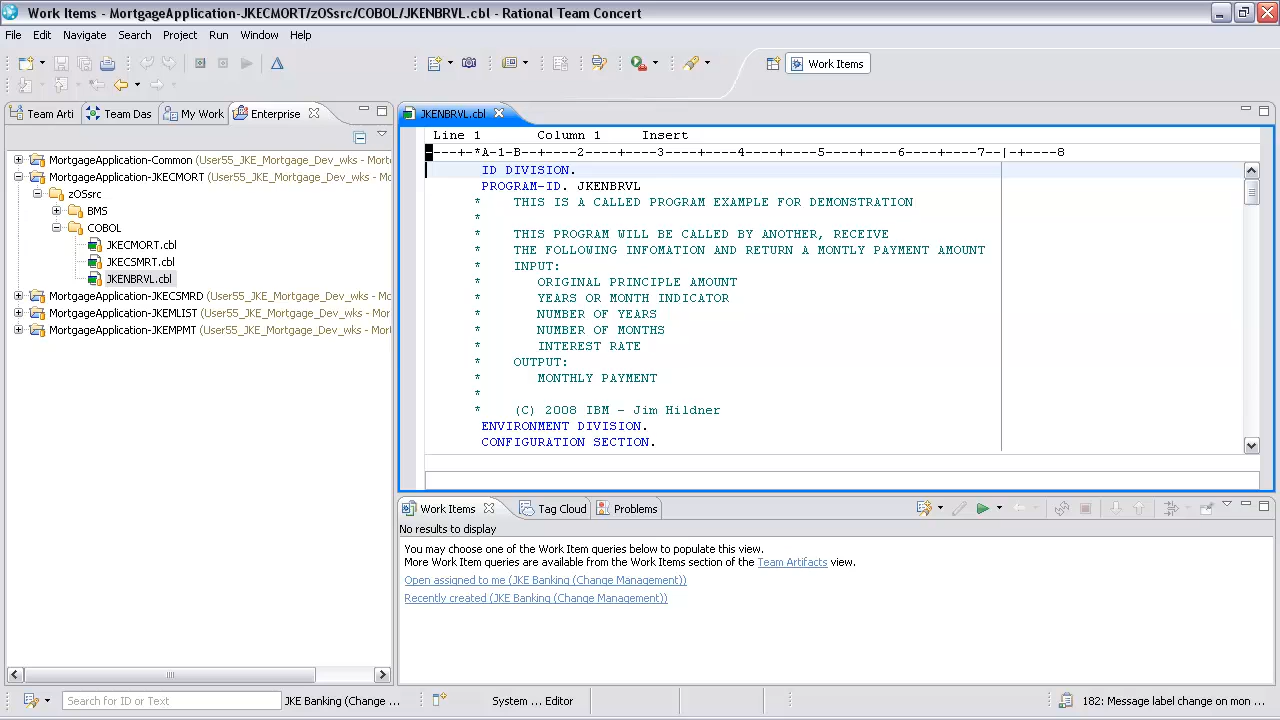 Work Items - MortgageApplication-JKECMORT/zOSsrc/COBOL/JKENBRVL.cbl - Rational Team Concert
File Edit Navigate Search Project Run Window Help
Work Items
Team Arti Team Das My Work Enterprise
MortgageApplication-Common (User55_JKE_Mortgage_Dev_wks - Mort
MortgageApplication-JKECMORT (User55_JKE_Mortgage_Dev_wks -
zOSsrc
BMS
COBOL
JKECMORT.cbl
JKECSMRT.cbl
JKENBRVL.cbl
MortgageApplication-JKECSMRD (User55_JKE_Mortgage_Dev_wks - Mo
MortgageApplication-JKEMLIST (User55_JKE_Mortgage_Dev_wks - Mor
MortgageApplication-JKEMPMT (User55_JKE_Mortgage_Dev_wks - Mor
JKENBRVL.cbl
Line 1 Column 1 Insert
----+-*A-1-B--+----2----+----3----+----4----+----5----+----6----+----7--|-+----8
ID DIVISION.
PROGRAM-ID. JKENBRVL
* THIS IS A CALLED PROGRAM EXAMPLE FOR DEMONSTRATION
*
* THIS PROGRAM WILL BE CALLED BY ANOTHER, RECEIVE
* THE FOLLOWING INFOMATION AND RETURN A MONTLY PAYMENT AMOUNT
* INPUT:
* ORIGINAL PRINCIPLE AMOUNT
* YEARS OR MONTH INDICATOR
* NUMBER OF YEARS
* NUMBER OF MONTHS
* INTEREST RATE
* OUTPUT:
* MONTHLY PAYMENT
*
* (C) 2008 IBM - Jim Hildner
ENVIRONMENT DIVISION.
CONFIGURATION SECTION.
Work Items Tag Cloud Problems
No results to display
You may choose one of the Work Item queries below to populate this view.
More Work Item queries are available from the Work Items section of the Team Artifacts view.
Open assigned to me (JKE Banking (Change Management))
Recently created (JKE Banking (Change Management))
Search for ID or Text JKE Banking (Change ... System ... Editor 182: Message label change on mon ...